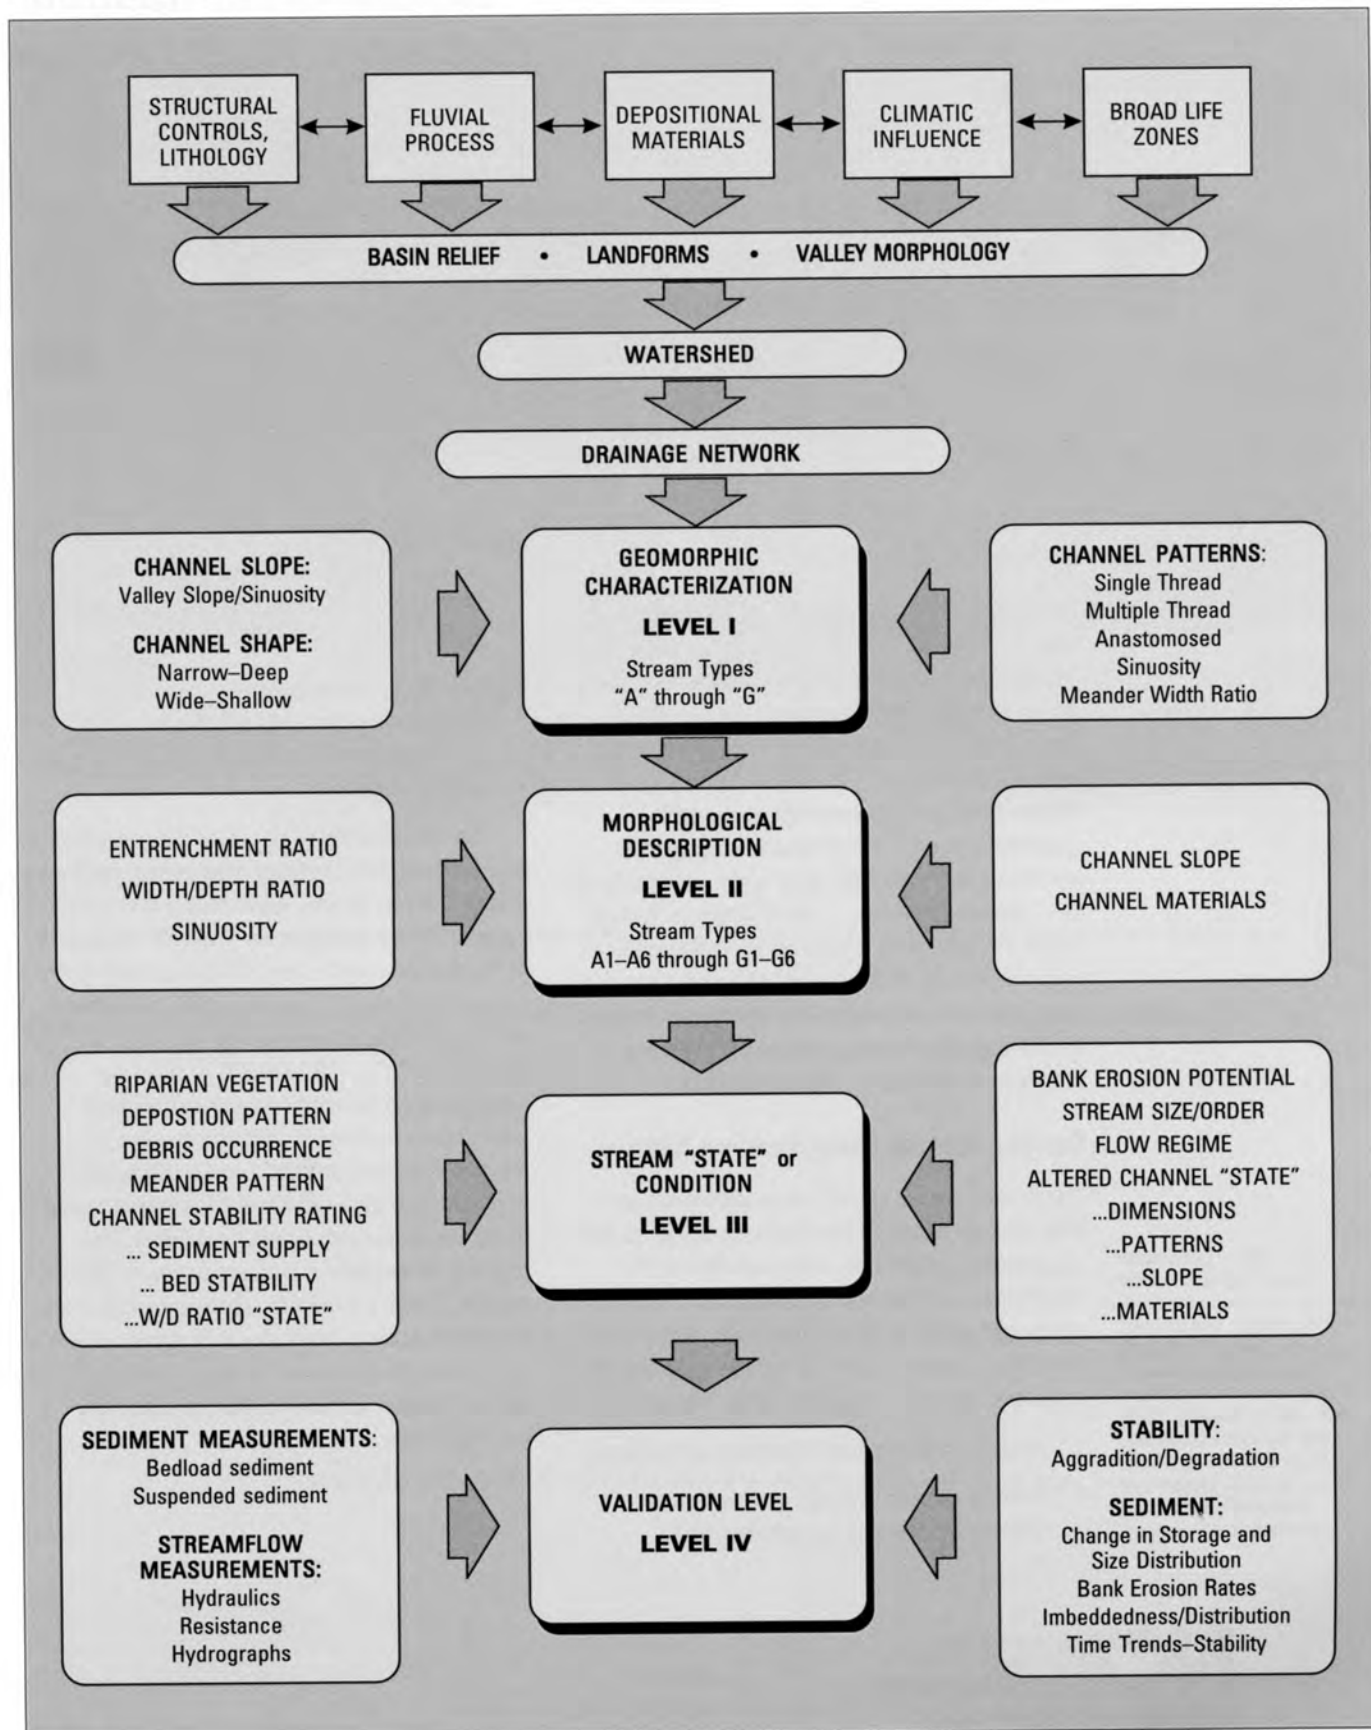 STRUCTURAL
CONTROLS,
LITHOLOGY
FLUVIAL
PROCESS
DEPOSITIONAL
MATERIALS
CLIMATIC
INFLUENCE
BROAD LIFE
ZONES
BASIN RELIEF • LANDFORMS • VALLEY MORPHOLOGY
WATERSHED
DRAINAGE NETWORK
CHANNEL SLOPE:
Valley Slope/Sinuosity
CHANNEL SHAPE:
Narrow–Deep
Wide–Shallow
GEOMORPHIC
CHARACTERIZATION
LEVEL I
Stream Types
“A” through “G”
CHANNEL PATTERNS:
Single Thread
Multiple Thread
Anastomosed
Sinuosity
Meander Width Ratio
ENTRENCHMENT RATIO
WIDTH/DEPTH RATIO
SINUOSITY
MORPHOLOGICAL
DESCRIPTION
LEVEL II
Stream Types
A1–A6 through G1–G6
CHANNEL SLOPE
CHANNEL MATERIALS
RIPARIAN VEGETATION
DEPOSTION PATTERN
DEBRIS OCCURRENCE
MEANDER PATTERN
CHANNEL STABILITY RATING
... SEDIMENT SUPPLY
... BED STATBILITY
...W/D RATIO “STATE”
STREAM “STATE” or
CONDITION
LEVEL III
BANK EROSION POTENTIAL
STREAM SIZE/ORDER
FLOW REGIME
ALTERED CHANNEL “STATE”
...DIMENSIONS
...PATTERNS
...SLOPE
...MATERIALS
SEDIMENT MEASUREMENTS:
Bedload sediment
Suspended sediment
STREAMFLOW
MEASUREMENTS:
Hydraulics
Resistance
Hydrographs
VALIDATION LEVEL
LEVEL IV
STABILITY:
Aggradition/Degradation
SEDIMENT:
Change in Storage and
Size Distribution
Bank Erosion Rates
Imbeddedness/Distribution
Time Trends–Stability